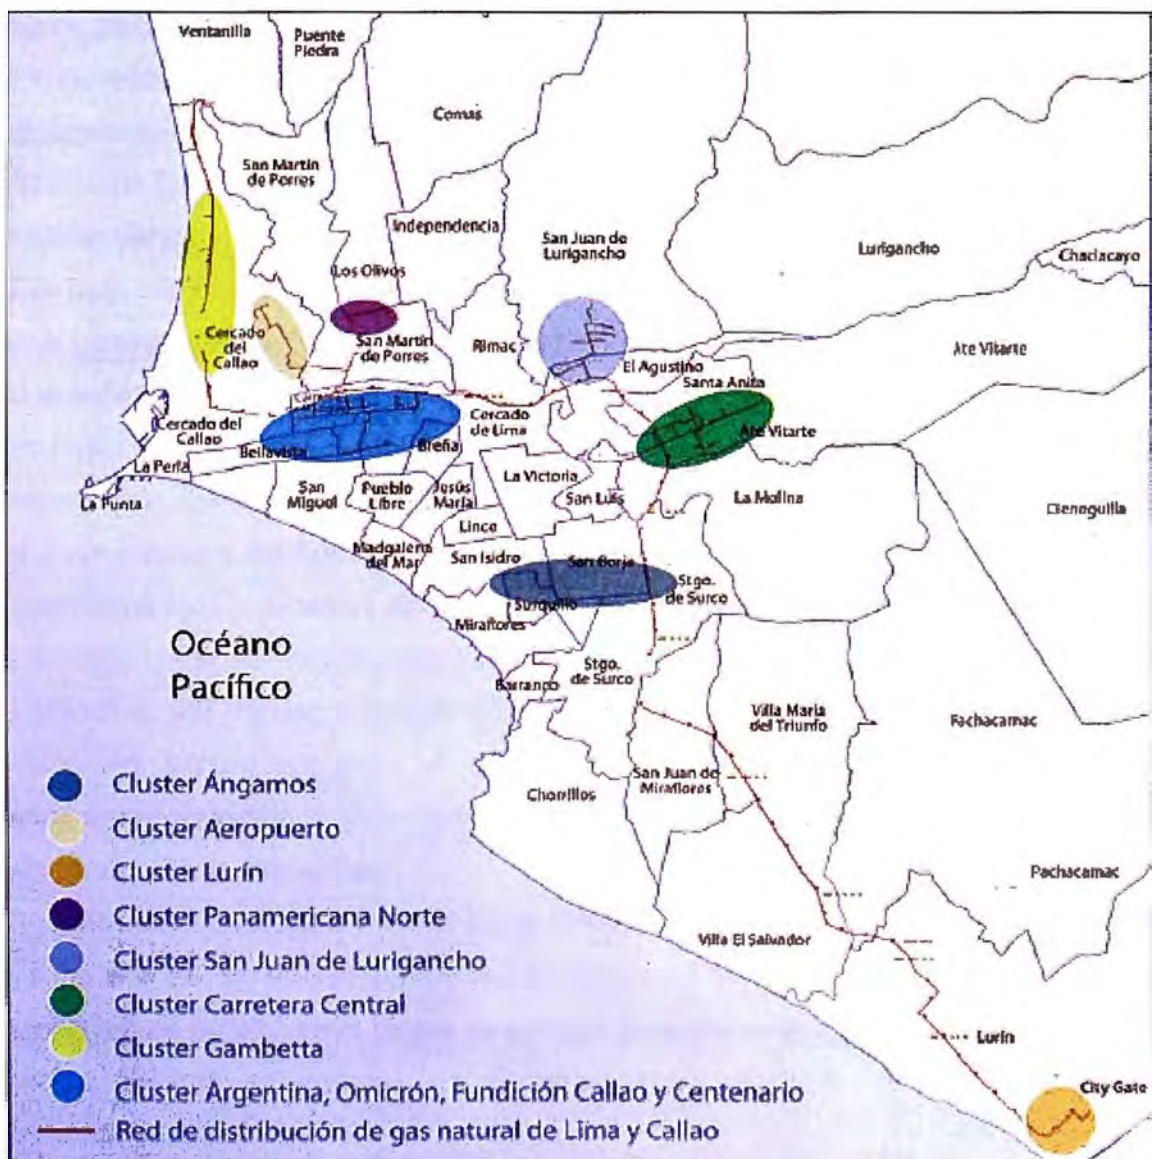 Ventanilla
Puente
Piedra
Comas
San Martín
de Porres
Independencia
San Juan de
Lurigancho
Lurigancho
Chaclacayo
Los Olivos
Cercado
del
Callao
San Martín
de Porres
Rímac
El Agustino
Santa Anita
Ate Vitarte
Cercado del
Callao
Cercado
de Lima
Ate Vitarte
Bellavista
Breña
La Perla
La Punta
San
Miguel
Pueblo
Libre
Jesús
María
La Victoria
San Luis
La Molina
Cieneguilla
Lince
Madgalena
del Mar
San Isidro
San Borja
Stgo.
de Surco
Surquillo
Miraflores
Océano
Pacífico
Stgo.
de Surco
Barranco
Villa María
del Triunfo
Pachacamac
San Juan de
Miraflores
Chorrillos
Pachacamac
Villa El Salvador
Lurín
City Gate
Cluster Ángamos
Cluster Aeropuerto
Cluster Lurín
Cluster Panamericana Norte
Cluster San Juan de Lurigancho
Cluster Carretera Central
Cluster Gambetta
Cluster Argentina, Omicrón, Fundición Callao y Centenario
Red de distribución de gas natural de Lima y Callao